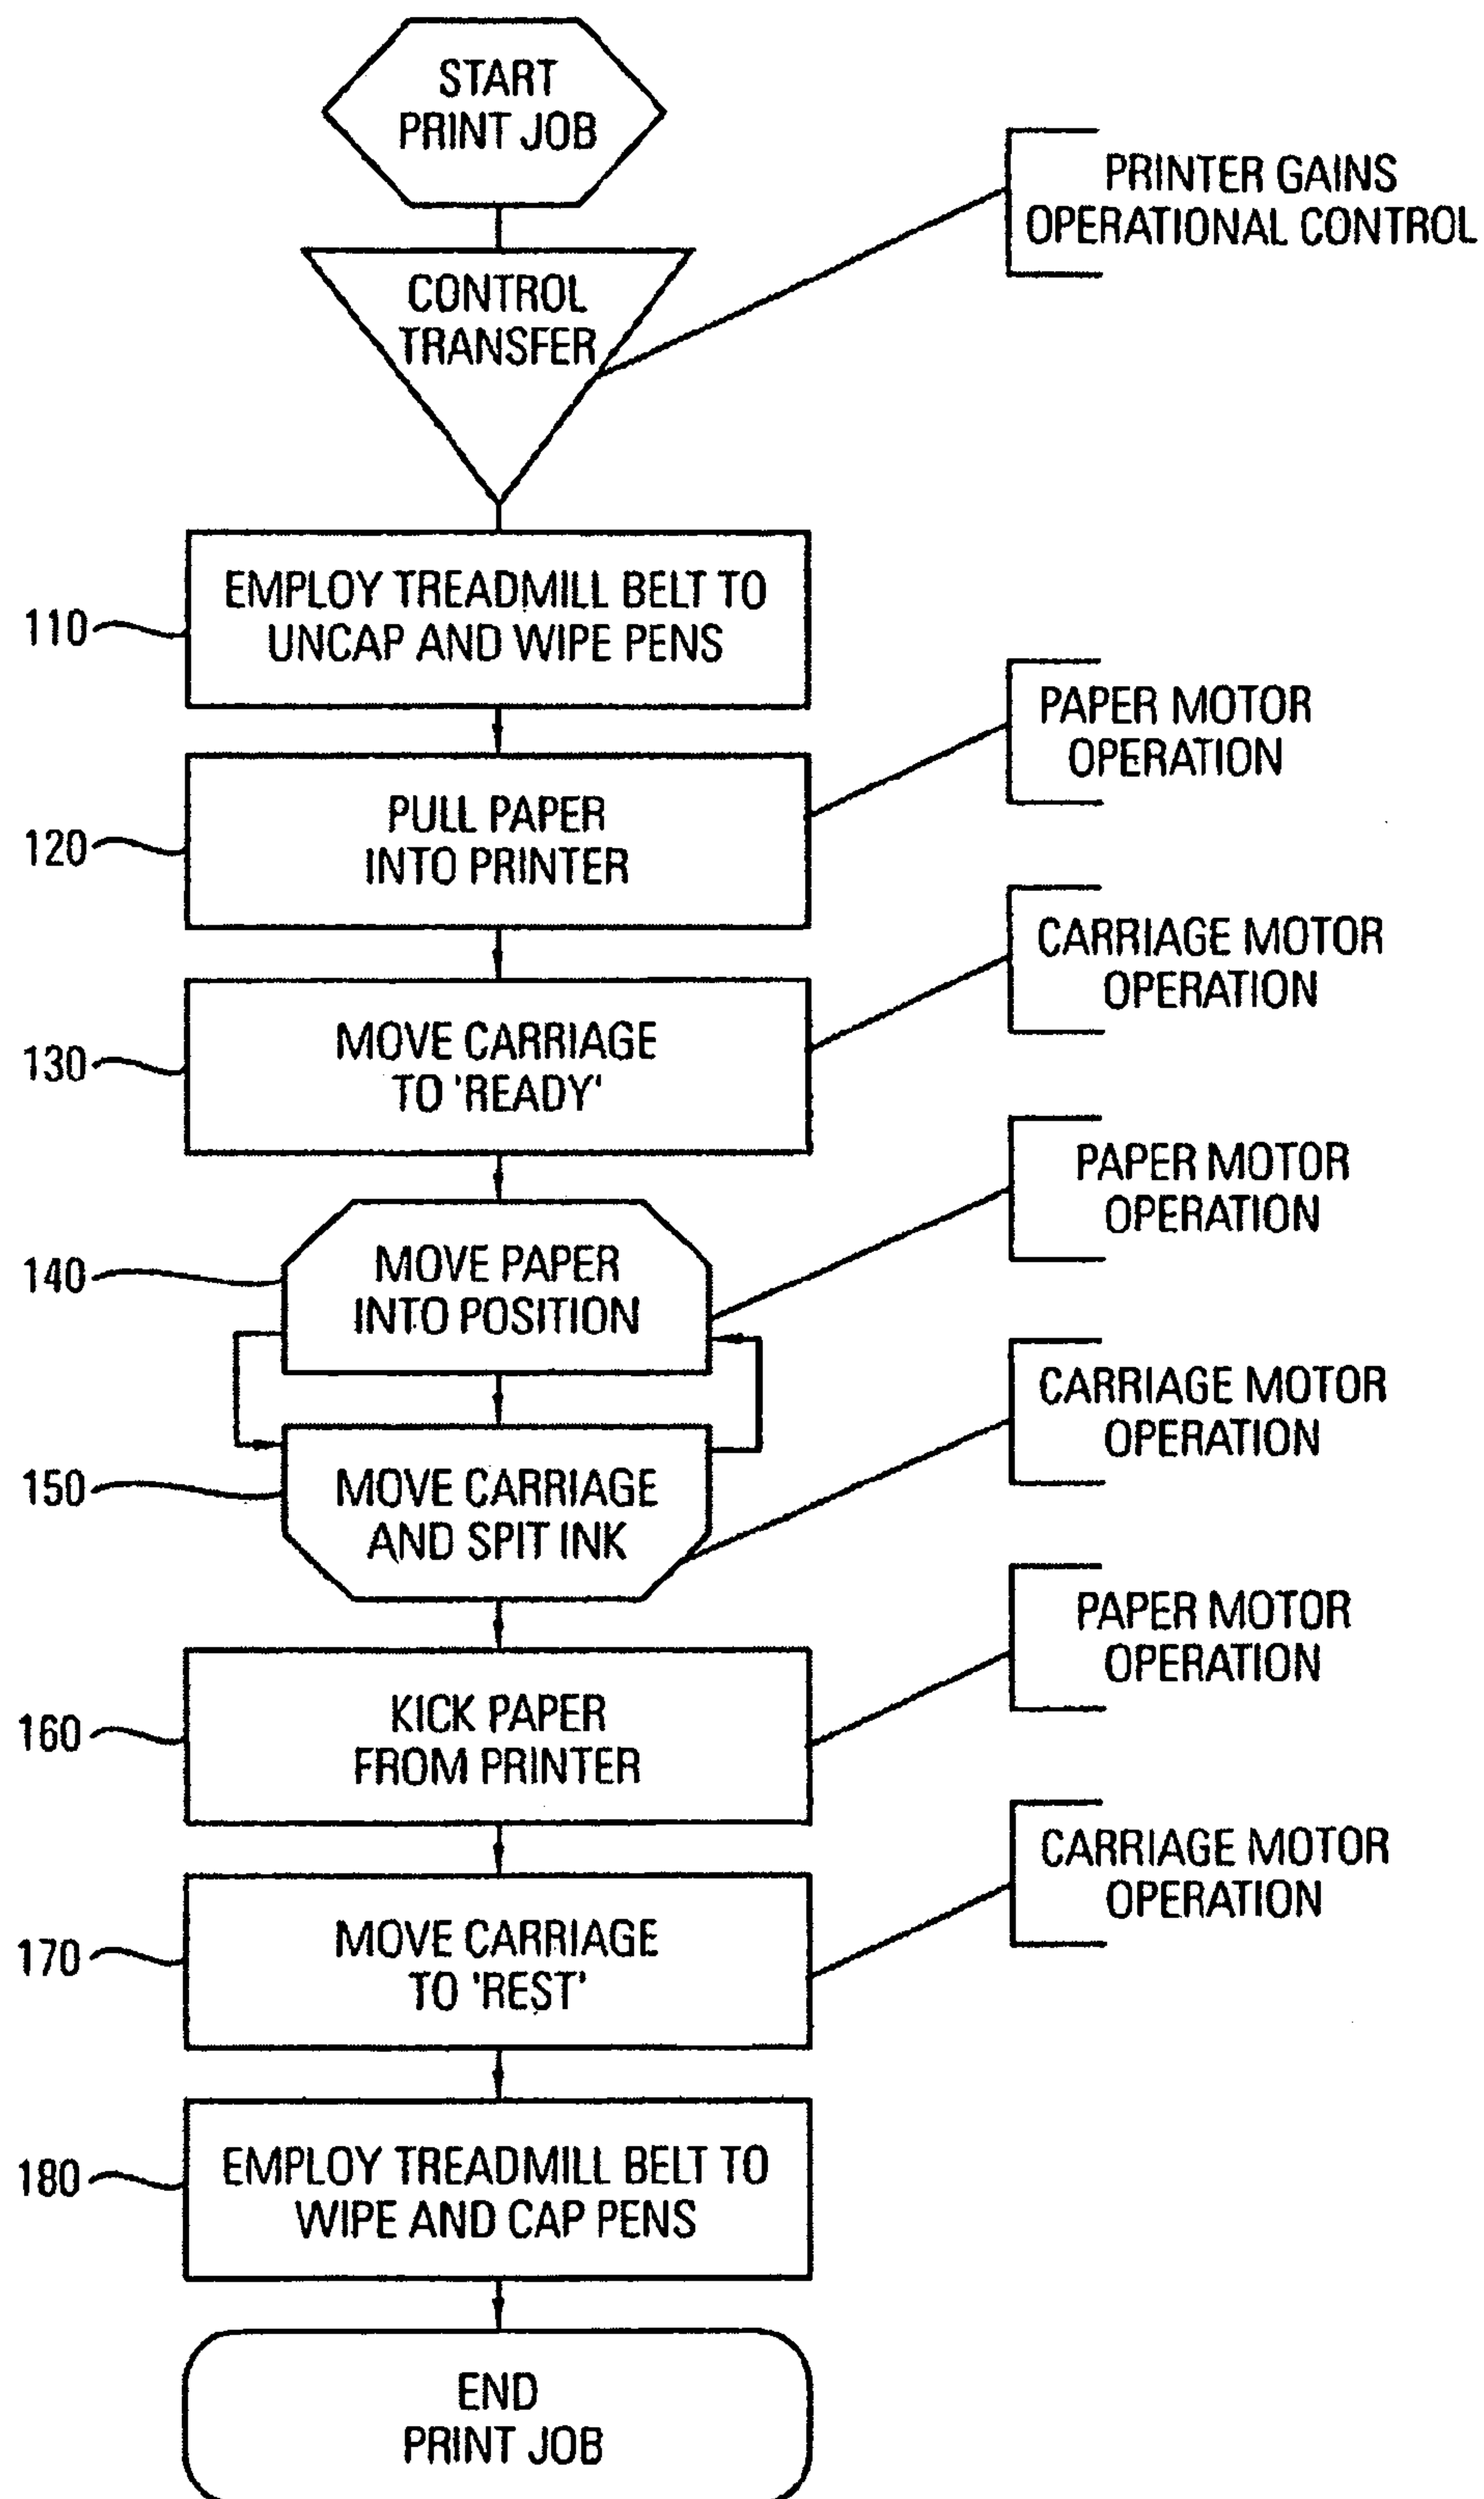 START
PRINT JOB
PRINTER GAINS
OPERATIONAL CONTROL
CONTROL
TRANSFER
110
EMPLOY TREADMILL BELT TO
UNCAP AND WIPE PENS
PAPER MOTOR
OPERATION
120
PULL PAPER
INTO PRINTER
CARRIAGE MOTOR
OPERATION
130
MOVE CARRIAGE
TO 'READY'
PAPER MOTOR
OPERATION
140
MOVE PAPER
INTO POSITION
CARRIAGE MOTOR
OPERATION
150
MOVE CARRIAGE
AND SPIT INK
PAPER MOTOR
OPERATION
160
KICK PAPER
FROM PRINTER
CARRIAGE MOTOR
OPERATION
170
MOVE CARRIAGE
TO 'REST'
180
EMPLOY TREADMILL BELT TO
WIPE AND CAP PENS
END
PRINT JOB